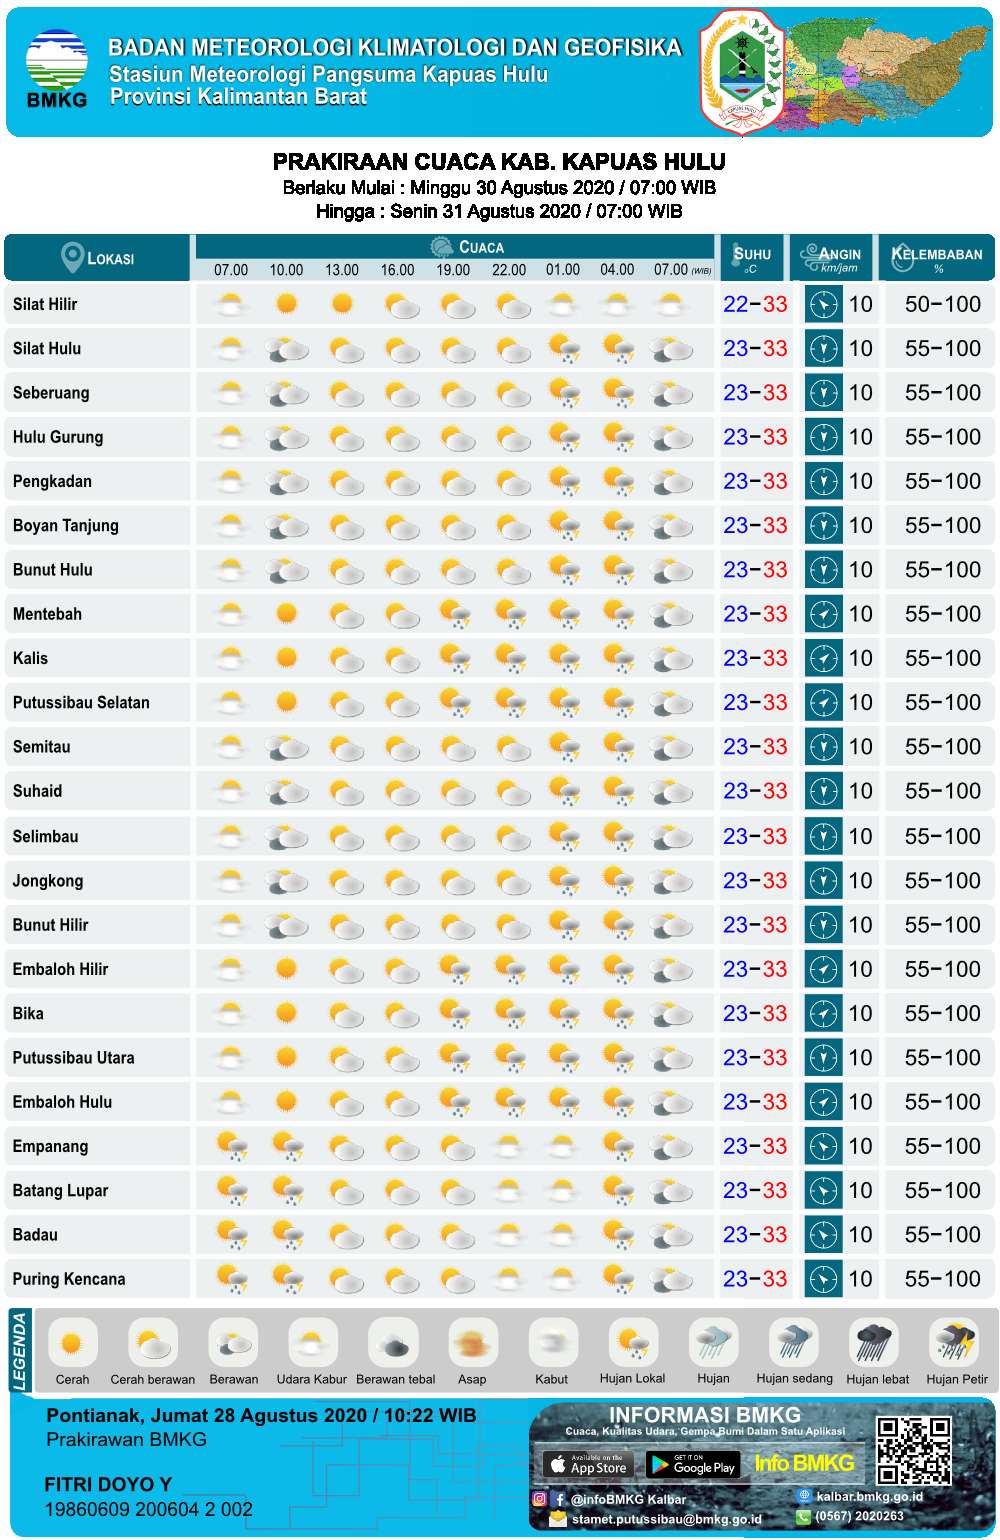 BADAN METEOROLOGI KLIMATOLOGI DAN GEOFISIKA
Stasiun Meteorologi Pangsuma Kapuas Hulu
Provinsi Kalimantan Barat
BMKG
KAPUAS HULU
PRAKIRAAN CUACA KAB. KAPUAS HULU
Berlaku Mulai : Minggu 30 Agustus 2020 / 07:00 WIB
Hingga : Senin 31 Agustus 2020 / 07:00 WIB
LOKASI CUACA SUHU °C ANGIN km/jam KELEMBABAN %
07.00 10.00 13.00 16.00 19.00 22.00 01.00 04.00 07.00 (WIB)
Silat Hilir 22-33 10 50-100
Silat Hulu 23-33 10 55-100
Seberuang 23-33 10 55-100
Hulu Gurung 23-33 10 55-100
Pengkadan 23-33 10 55-100
Boyan Tanjung 23-33 10 55-100
Bunut Hulu 23-33 10 55-100
Mentebah 23-33 10 55-100
Kalis 23-33 10 55-100
Putussibau Selatan 23-33 10 55-100
Semitau 23-33 10 55-100
Suhaid 23-33 10 55-100
Selimbau 23-33 10 55-100
Jongkong 23-33 10 55-100
Bunut Hilir 23-33 10 55-100
Embaloh Hilir 23-33 10 55-100
Bika 23-33 10 55-100
Putussibau Utara 23-33 10 55-100
Embaloh Hulu 23-33 10 55-100
Empanang 23-33 10 55-100
Batang Lupar 23-33 10 55-100
Badau 23-33 10 55-100
Puring Kencana 23-33 10 55-100
LEGENDA
Cerah Cerah berawan Berawan Udara Kabur Berawan tebal Asap Kabut Hujan Lokal Hujan Hujan sedang Hujan lebat Hujan Petir
Pontianak, Jumat 28 Agustus 2020 / 10:22 WIB
Prakirawan BMKG
FITRI DOYO Y
19860609 200604 2 002
INFORMASI BMKG
Cuaca, Kualitas Udara, Gempa Bumi Dalam Satu Aplikasi
Available on the App Store
GET IT ON Google Play
Info BMKG
@infoBMKG Kalbar
kalbar.bmkg.go.id
stamet.putussibau@bmkg.go.id
(0567) 2020263